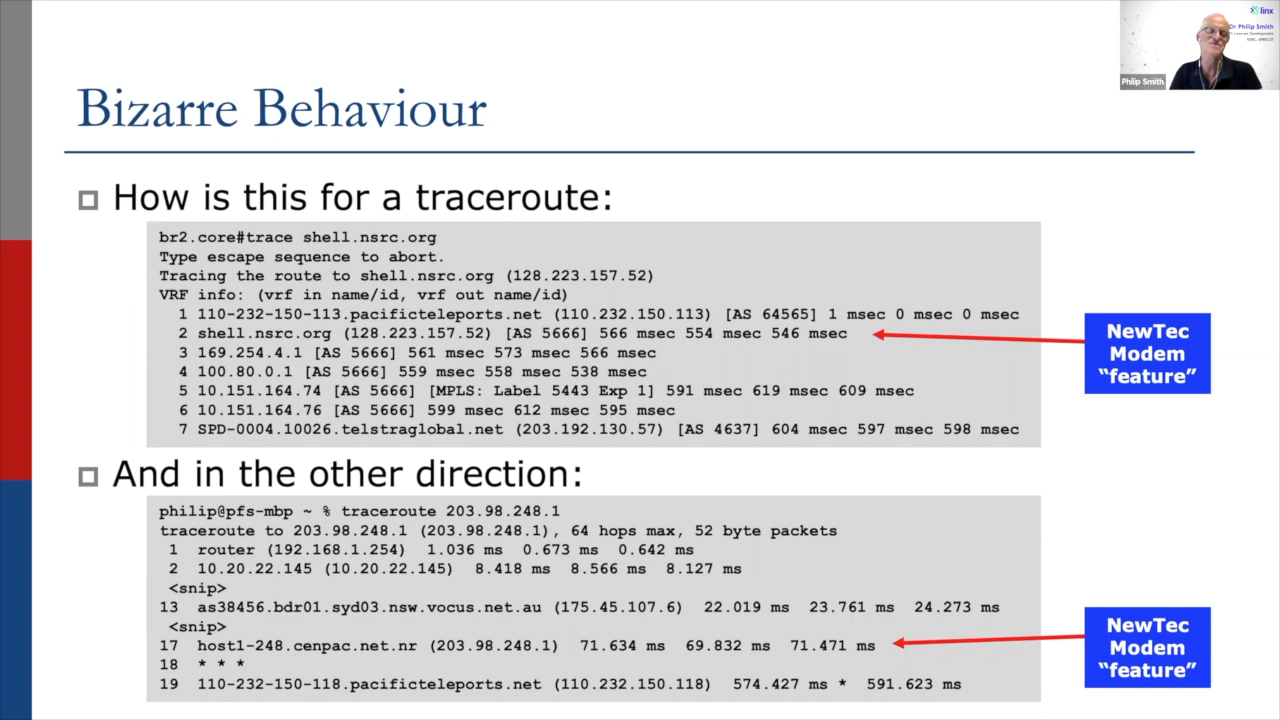 linx
Dr Philip Smith
Philip Smith
Bizarre Behaviour
How is this for a traceroute:
br2.core#trace shell.nsrc.org
Type escape sequence to abort.
Tracing the route to shell.nsrc.org (128.223.157.52)
VRF info: (vrf in name/id, vrf out name/id)
1 110-232-150-113.pacificteleports.net (110.232.150.113) [AS 64565] 1 msec 0 msec 0 msec
2 shell.nsrc.org (128.223.157.52) [AS 5666] 566 msec 554 msec 546 msec
3 169.254.4.1 [AS 5666] 561 msec 573 msec 566 msec
4 100.80.0.1 [AS 5666] 559 msec 558 msec 538 msec
5 10.151.164.74 [AS 5666] [MPLS: Label 5443 Exp 1] 591 msec 619 msec 609 msec
6 10.151.164.76 [AS 5666] 599 msec 612 msec 595 msec
7 SPD-0004.10026.telstraglobal.net (203.192.130.57) [AS 4637] 604 msec 597 msec 598 msec
NewTec
Modem
“feature”
And in the other direction:
philip@pfs-mbp ~ % traceroute 203.98.248.1
traceroute to 203.98.248.1 (203.98.248.1), 64 hops max, 52 byte packets
1 router (192.168.1.254) 1.036 ms 0.673 ms 0.642 ms
2 10.20.22.145 (10.20.22.145) 8.418 ms 8.566 ms 8.127 ms
<snip>
13 as38456.bdr01.syd03.nsw.vocus.net.au (175.45.107.6) 22.019 ms 23.761 ms 24.273 ms
<snip>
17 host1-248.cenpac.net.nr (203.98.248.1) 71.634 ms 69.832 ms 71.471 ms
18 * * *
19 110-232-150-118.pacificteleports.net (110.232.150.118) 574.427 ms * 591.623 ms
NewTec
Modem
“feature”